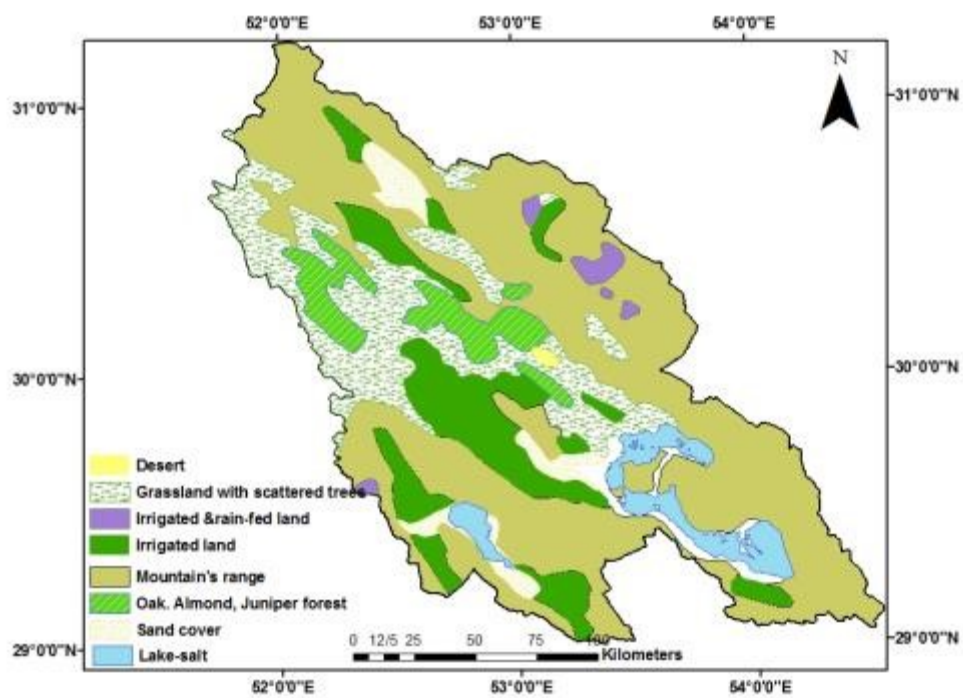 52°0'0"E 53°0'0"E 54°0'0"E
N
31°0'0"N 31°0'0"N
30°0'0"N 30°0'0"N
Desert
Grassland with scattered trees
Irrigated &rain-fed land
Irrigated land
Mountain's range
Oak. Almond, Juniper forest
Sand cover
Lake-salt
0 12/5 25 50 75 100
Kilometers
29°0'0"N 29°0'0"N
52°0'0"E 53°0'0"E 54°0'0"E